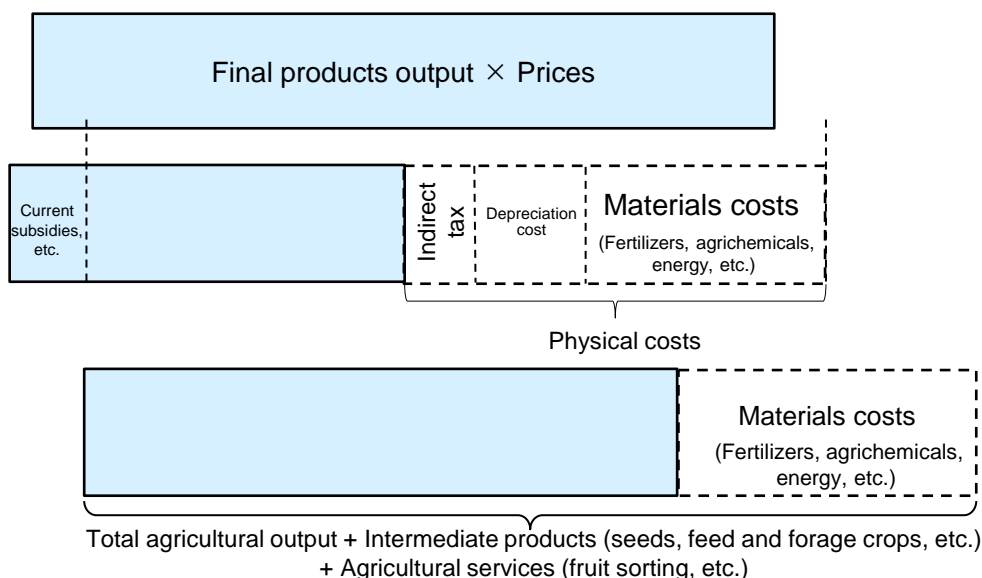 Final products output × Prices
Current
subsidies,
etc.
Indirect
tax
Depreciation
cost
Materials costs
(Fertilizers, agrichemicals,
energy, etc.)
Physical costs
Materials costs
(Fertilizers, agrichemicals,
energy, etc.)
Total agricultural output + Intermediate products (seeds, feed and forage crops, etc.)
+ Agricultural services (fruit sorting, etc.)